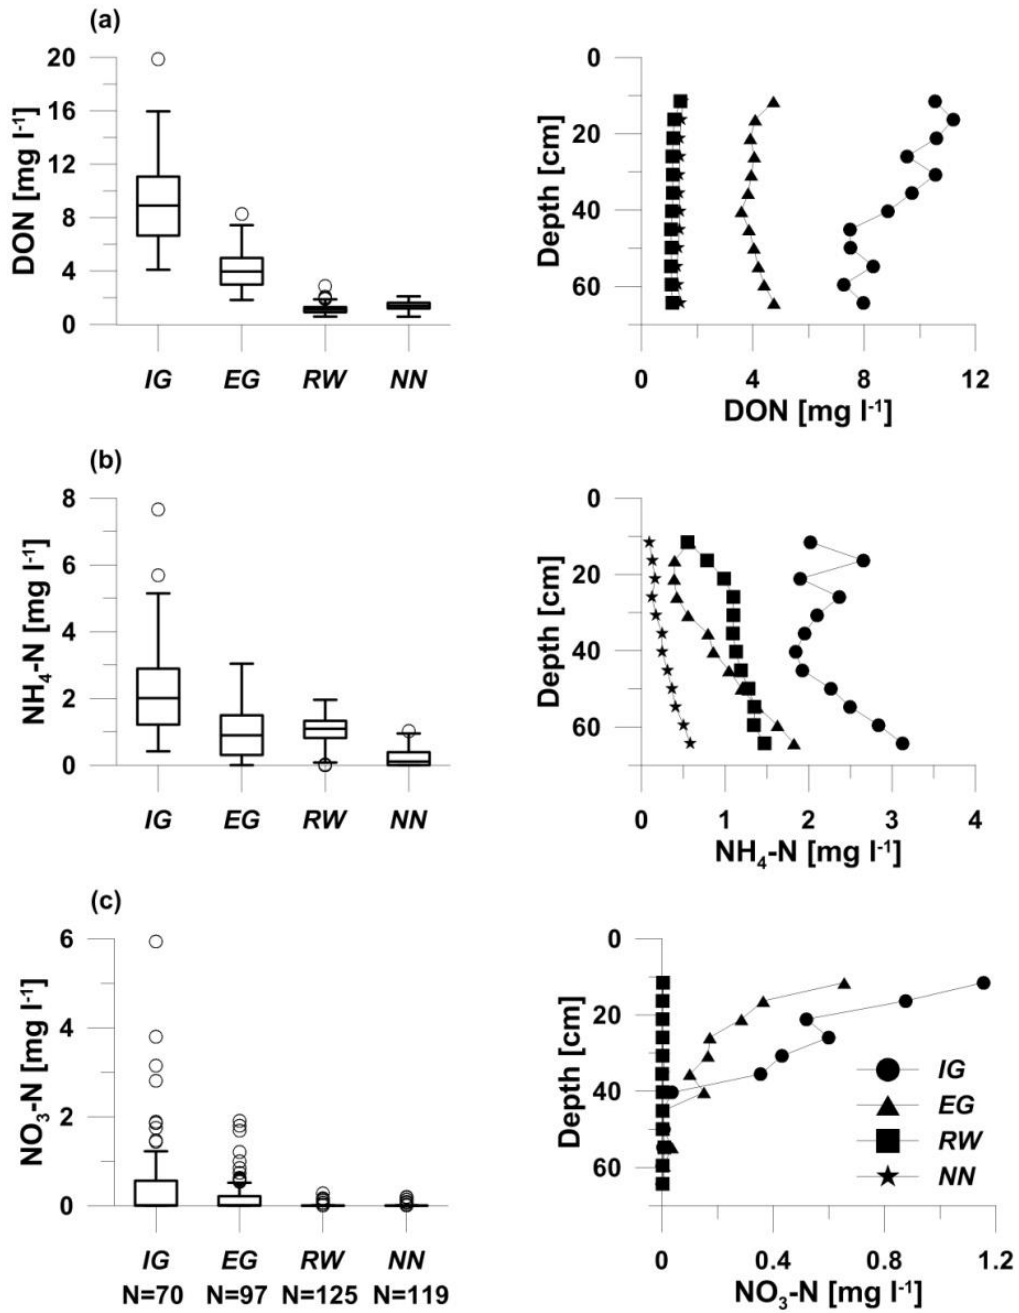 (a)
DON [mg l-1]
20
16
12
8
4
0
IG EG RW NN
Depth [cm]
0
20
40
60
0 4 8 12
DON [mg l-1]
(b)
NH4-N [mg l-1]
8
6
4
2
0
IG EG RW NN
Depth [cm]
0
20
40
60
0 1 2 3 4
NH4-N [mg l-1]
(c)
NO3-N [mg l-1]
6
4
2
0
IG EG RW NN
N=70 N=97 N=125 N=119
Depth [cm]
0
20
40
60
IG
EG
RW
NN
0 0.4 0.8 1.2
NO3-N [mg l-1]